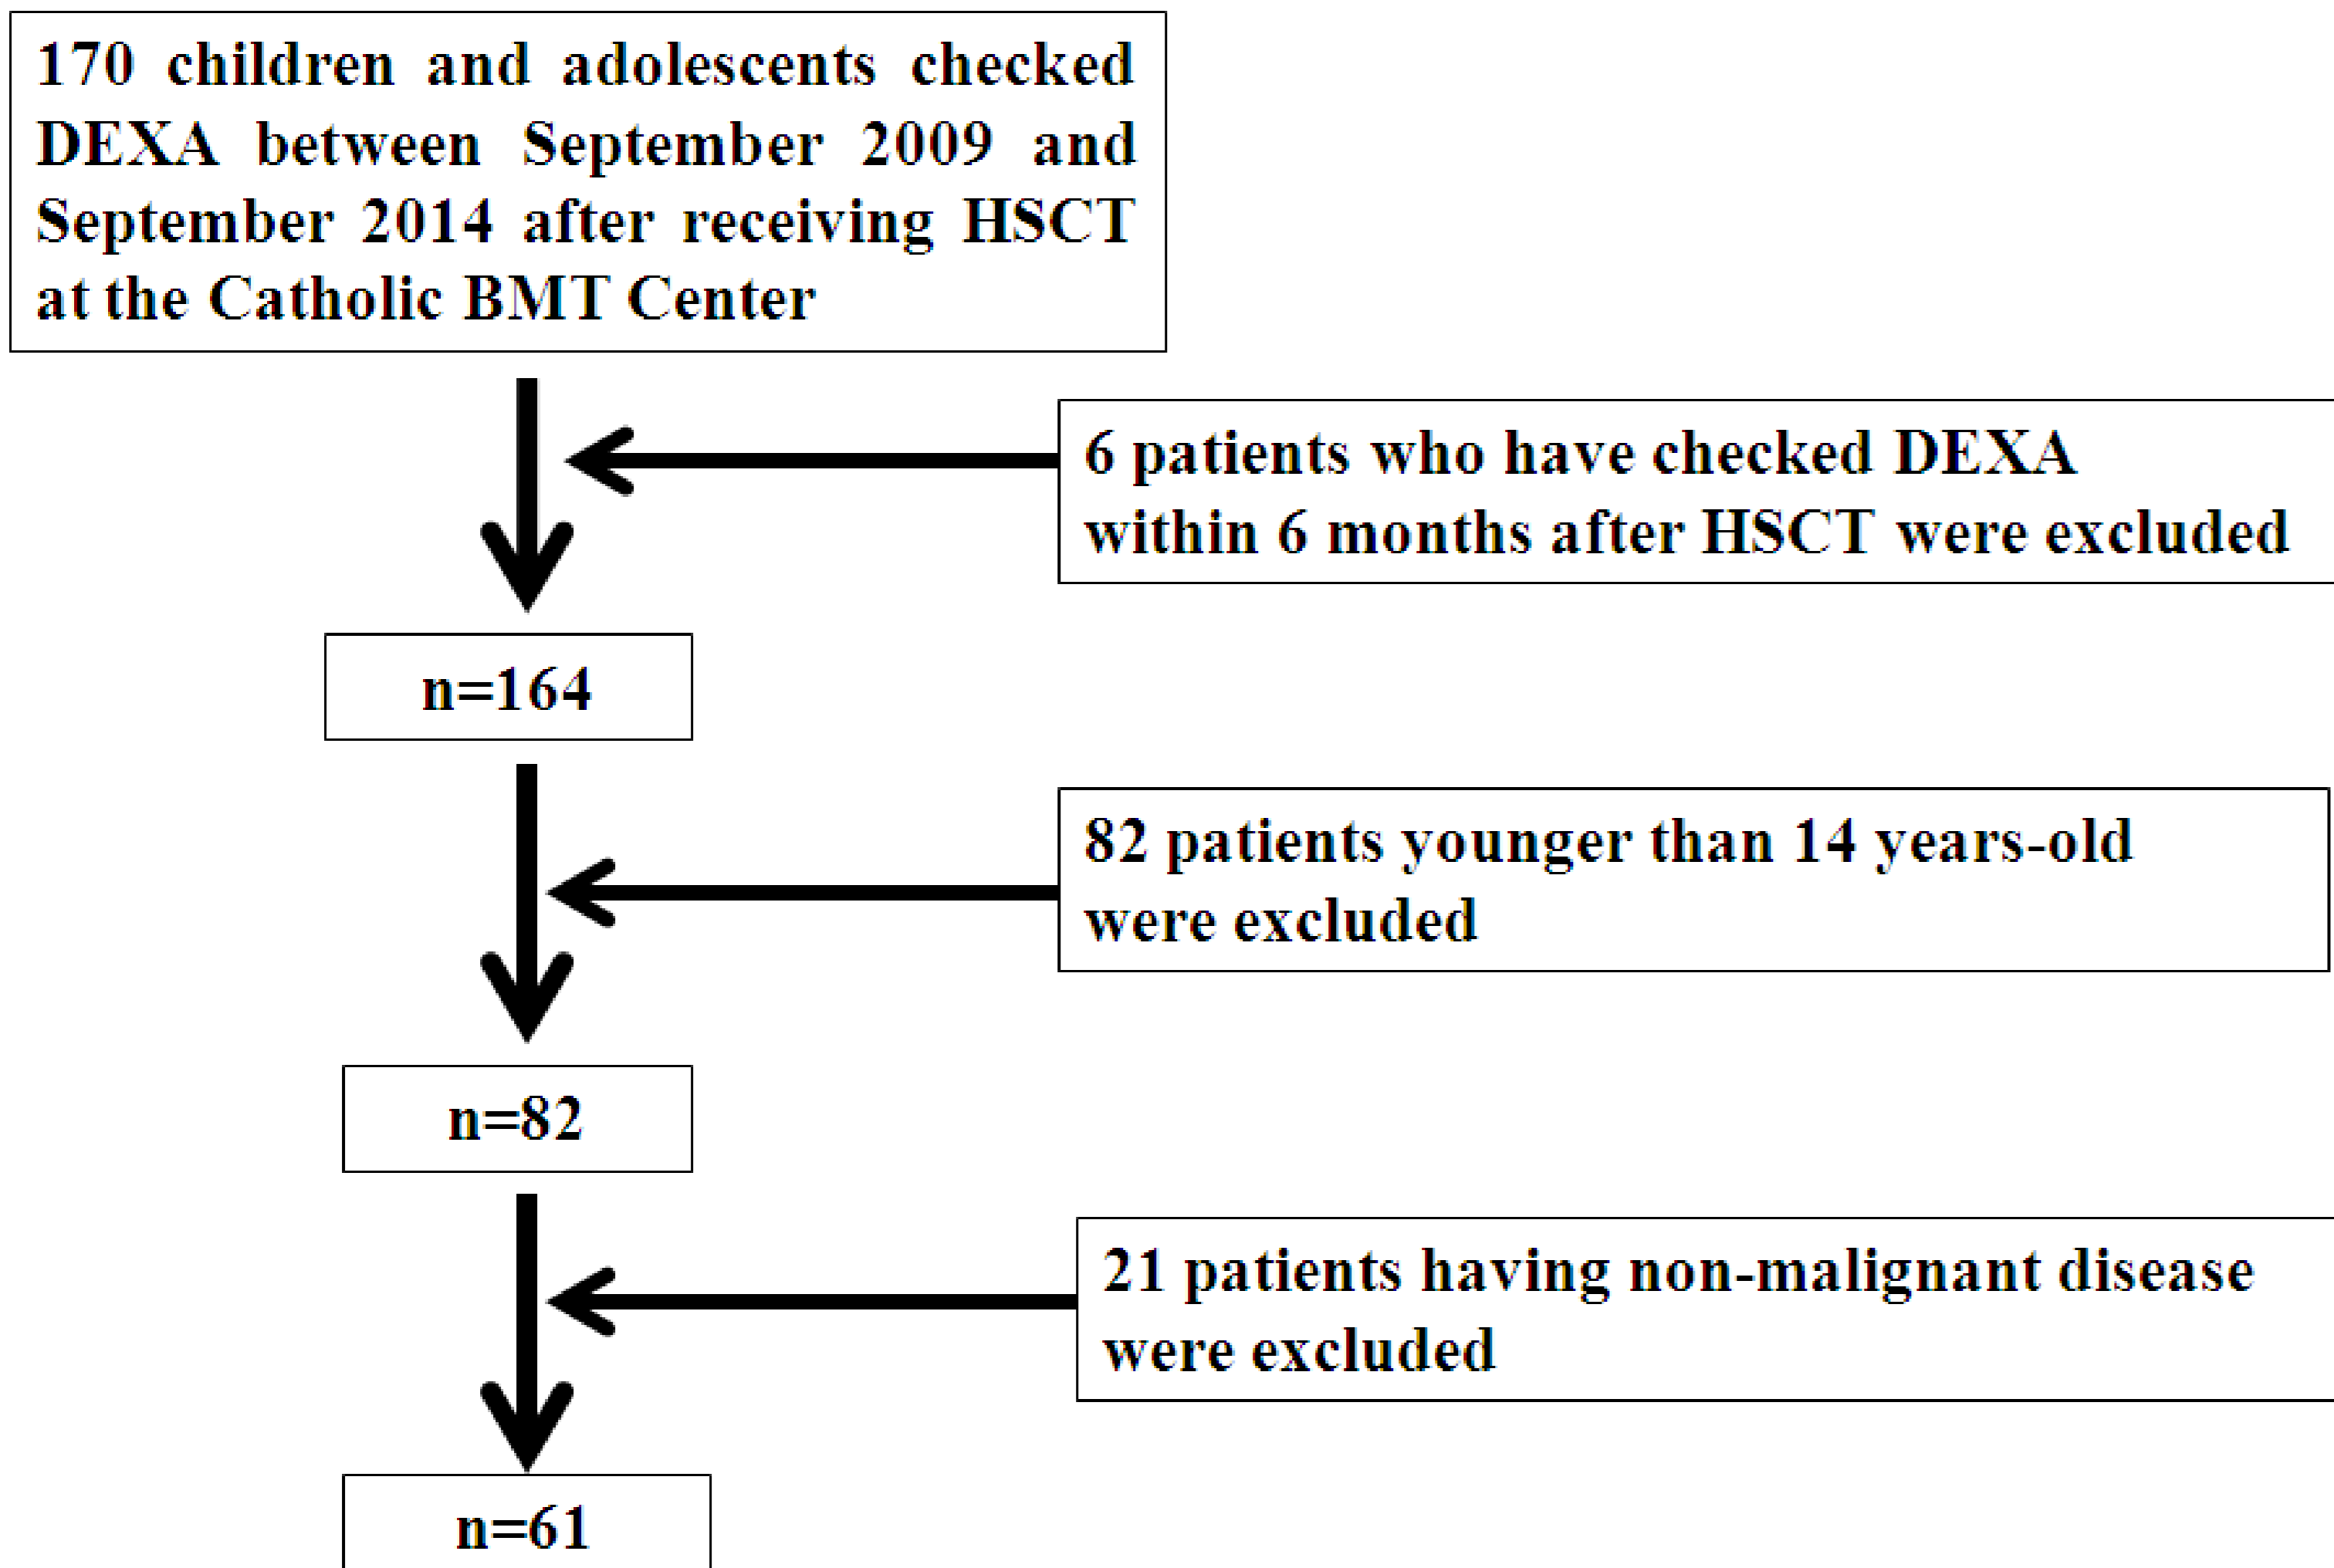 170 children and adolescents checked
DEXA between September 2009 and
September 2014 after receiving HSCT
at the Catholic BMT Center
6 patients who have checked DEXA
within 6 months after HSCT were excluded
n=164
82 patients younger than 14 years-old
were excluded
n=82
21 patients having non-malignant disease
were excluded
n=61